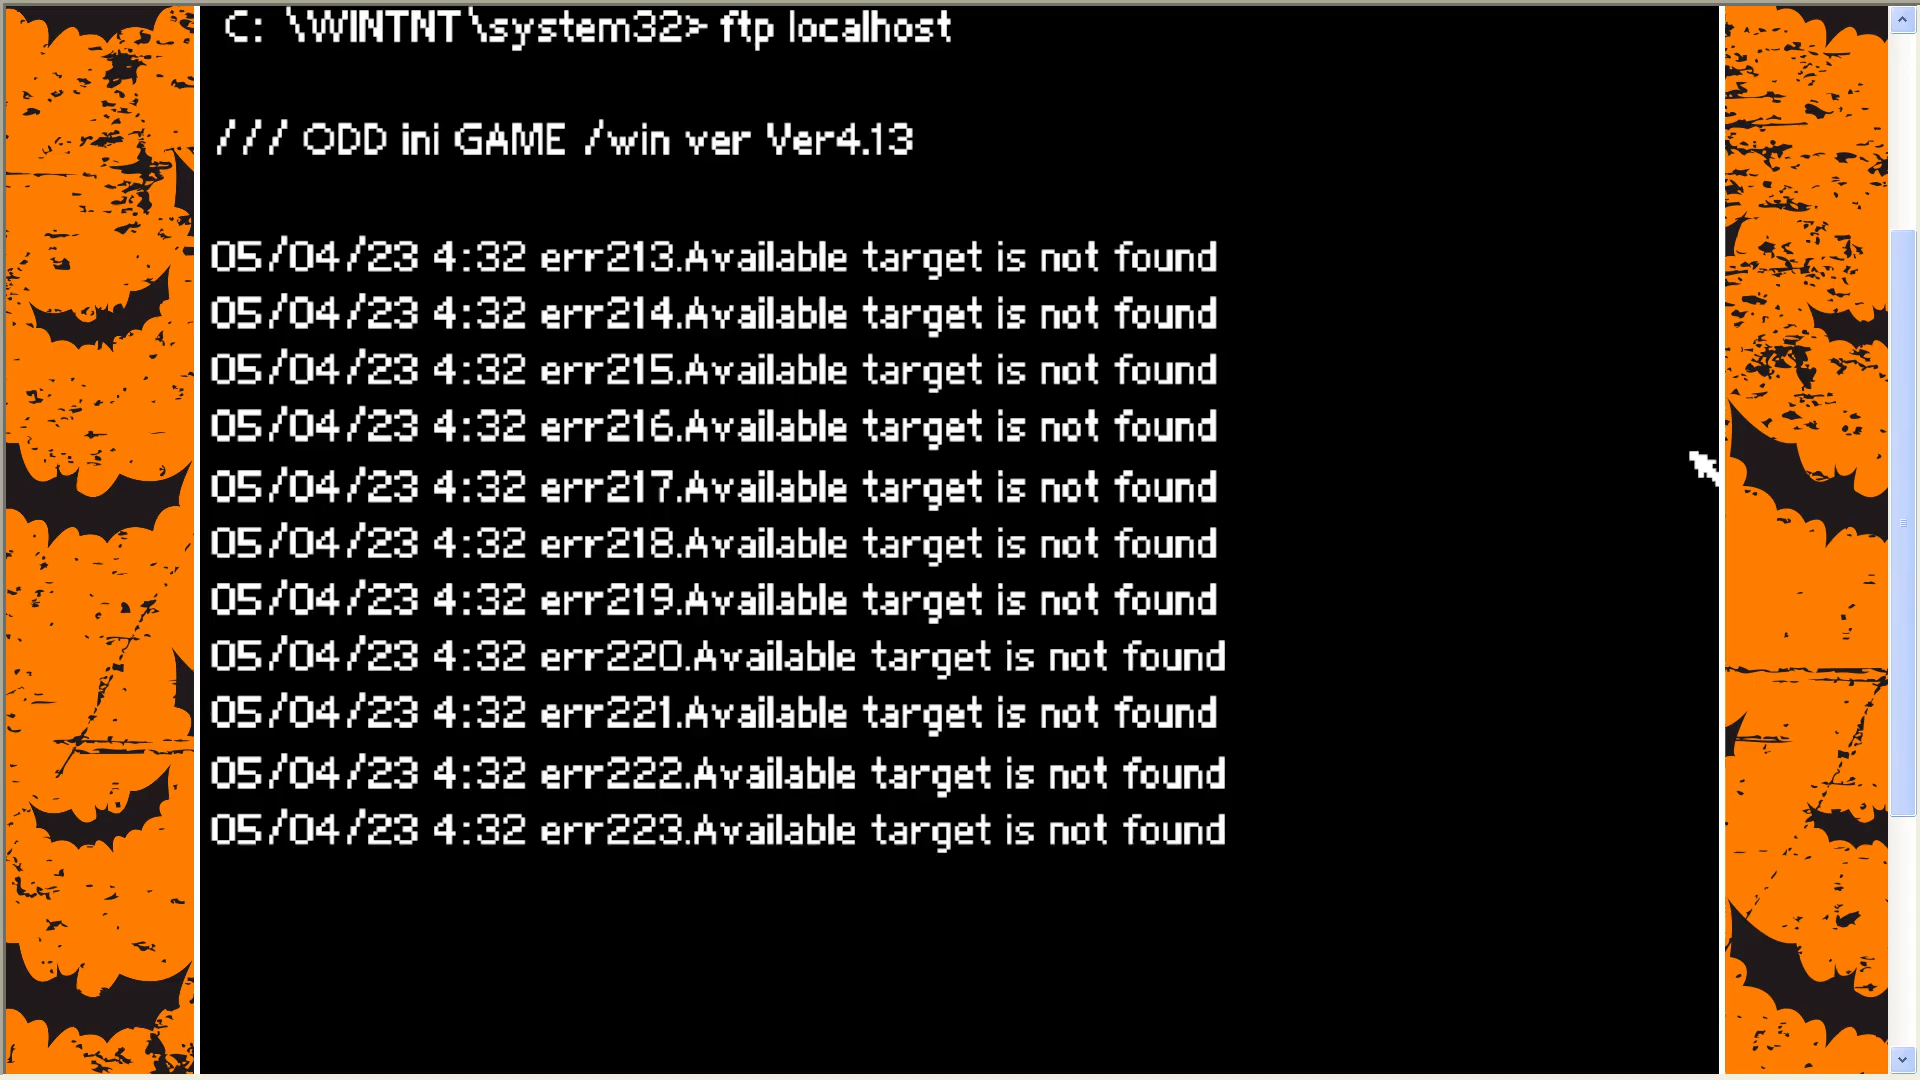 C: \WINTNT\system32> ftp localhost
/// ODD ini GAME /win ver Ver4.13
05/04/23 4:32 err213.Available target is not found
05/04/23 4:32 err214.Available target is not found
05/04/23 4:32 err215.Available target is not found
05/04/23 4:32 err216.Available target is not found
05/04/23 4:32 err217.Available target is not found
05/04/23 4:32 err218.Available target is not found
05/04/23 4:32 err219.Available target is not found
05/04/23 4:32 err220.Available target is not found
05/04/23 4:32 err221.Available target is not found
05/04/23 4:32 err222.Available target is not found
05/04/23 4:32 err223.Available target is not found